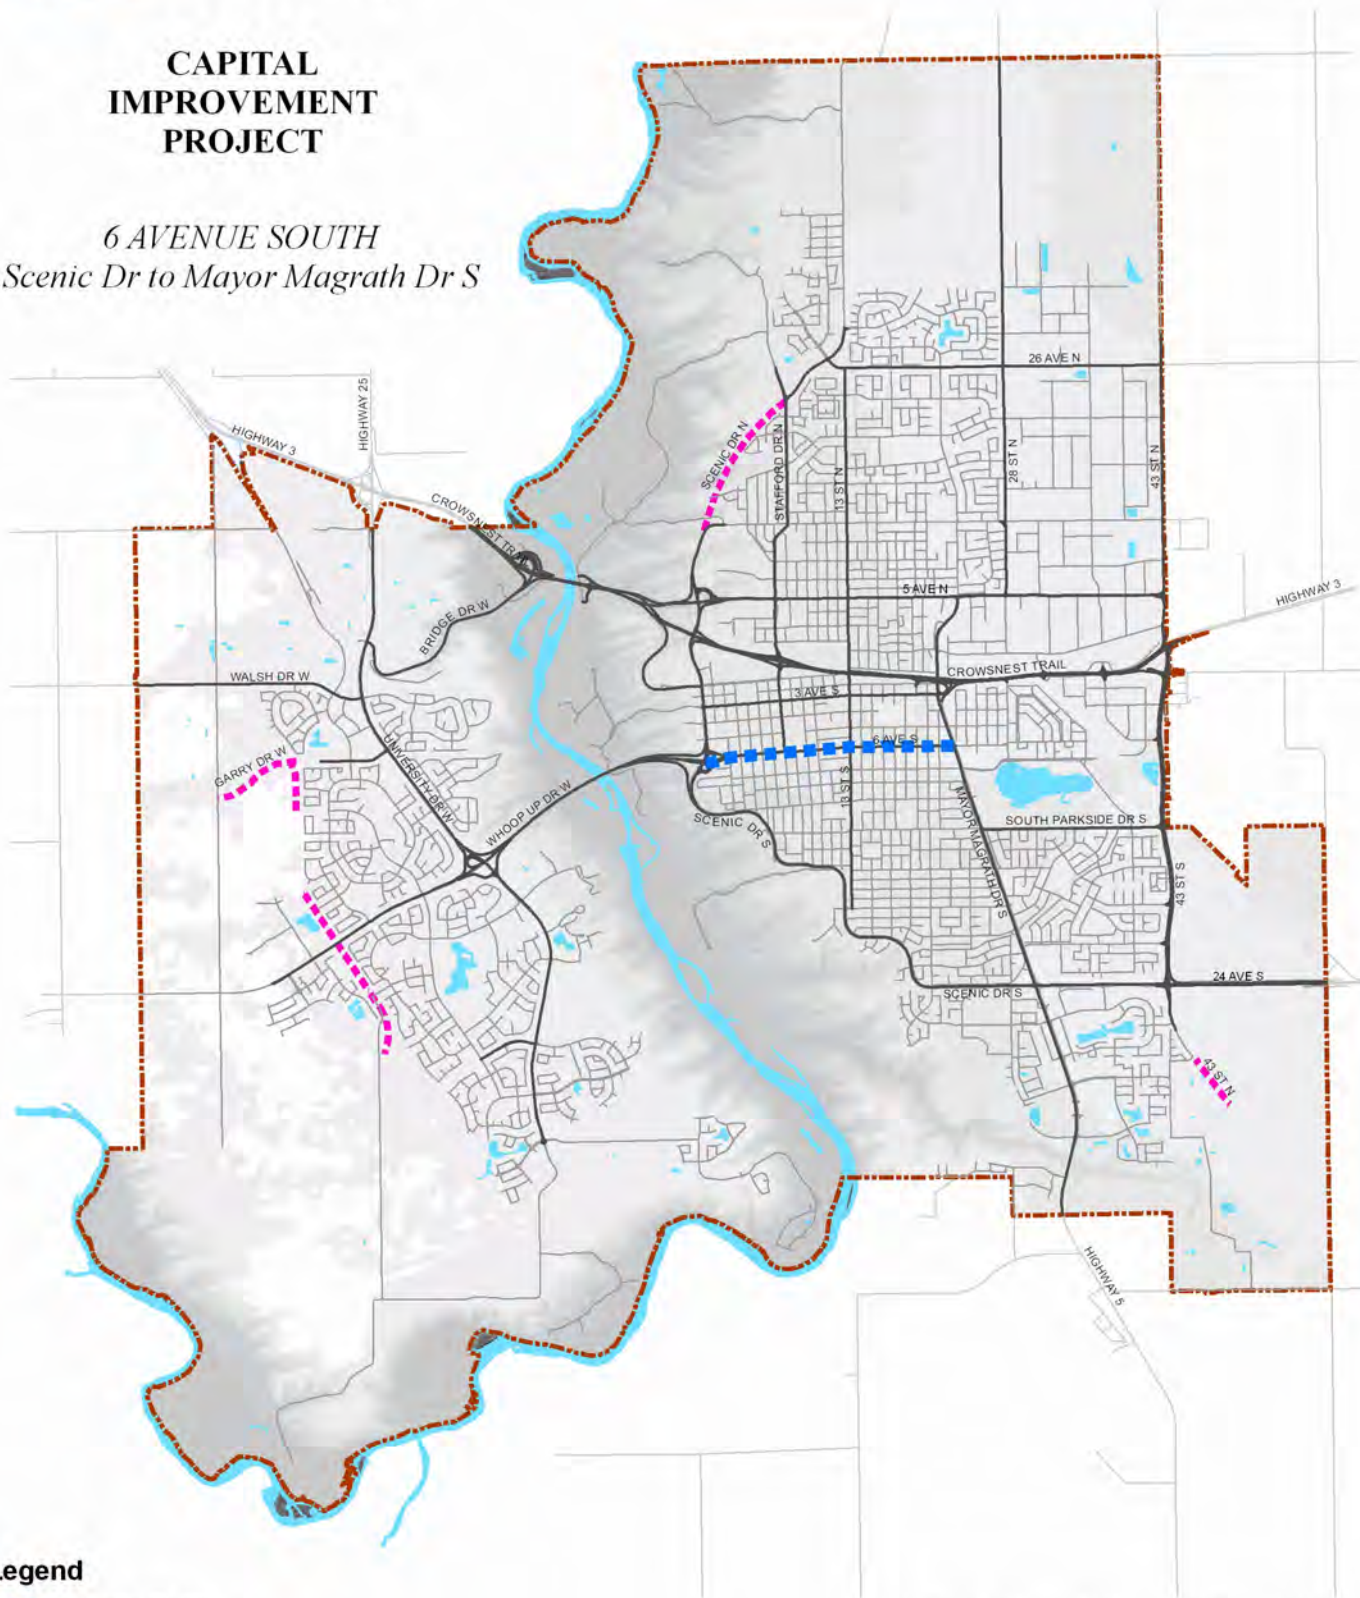 CAPITAL
IMPROVEMENT
PROJECT
6 AVENUE SOUTH
Scenic Dr to Mayor Magrath Dr S
26 AVE N
HIGHWAY 25
HIGHWAY 3
SCENIC DR N
STAFFORD DR N
13 ST N
28 ST N
43 ST N
CROWSNEST TRAIL
5 AVE N
HIGHWAY 3
BRIDGE DR W
WALSH DR W
CROWSNEST TRAIL
3 AVE S
6 AVE S
GARRY DR W
UNIVERSITY DR W
WHOOP UP DR W
13 ST S
SCENIC DR S
MAYOR MAGRATH DR S
SOUTH PARKSIDE DR S
43 ST S
24 AVE S
SCENIC DR S
43 ST N
HIGHWAY 5
Legend